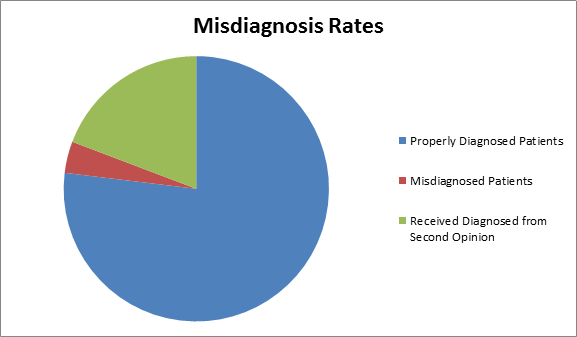 Misdiagnosis Rates
Properly Diagnosed Patients
Misdiagnosed Patients
Received Diagnosed from
Second Opinion